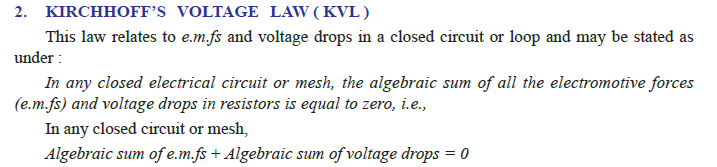 2. KIRCHHOFF'S VOLTAGE LAW ( KVL )
This law relates to e.m.fs and voltage drops in a closed circuit or loop and may be stated as
under :
In any closed electrical circuit or mesh, the algebraic sum of all the electromotive forces
(e.m.fs) and voltage drops in resistors is equal to zero, i.e.,
In any closed circuit or mesh,
Algebraic sum of e.m.fs + Algebraic sum of voltage drops = 0